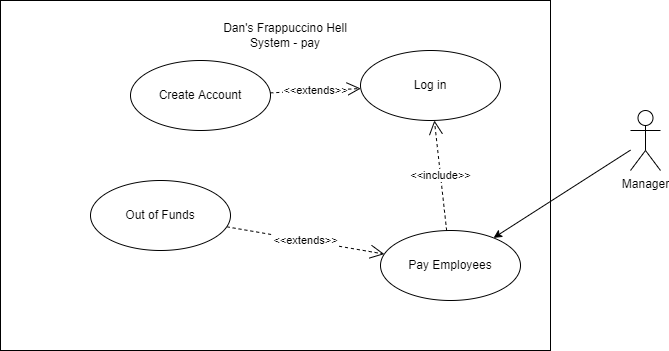 Dan's Frappuccino Hell
System - pay
Create Account
<<extends>>
Log in
<<include>>
Manager
Out of Funds
<<extends>>
Pay Employees